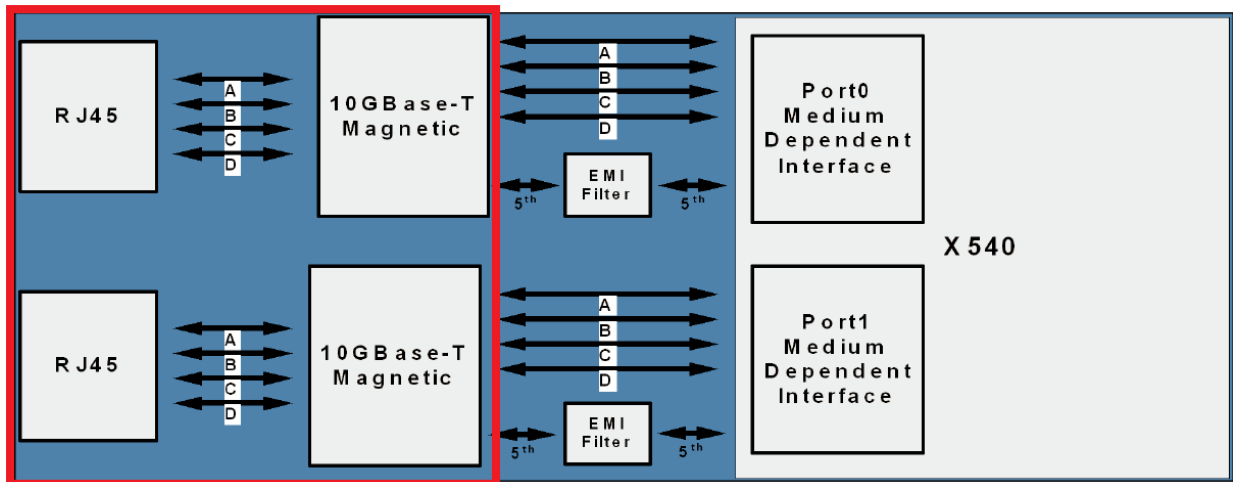 RJ45
A
B
C
D
10GBase-T
Magnetic
A
B
C
D
5th
EMI
Filter
5th
Port0
Medium
Dependent
Interface
X540
RJ45
A
B
C
D
10GBase-T
Magnetic
A
B
C
D
5th
EMI
Filter
5th
Port1
Medium
Dependent
Interface